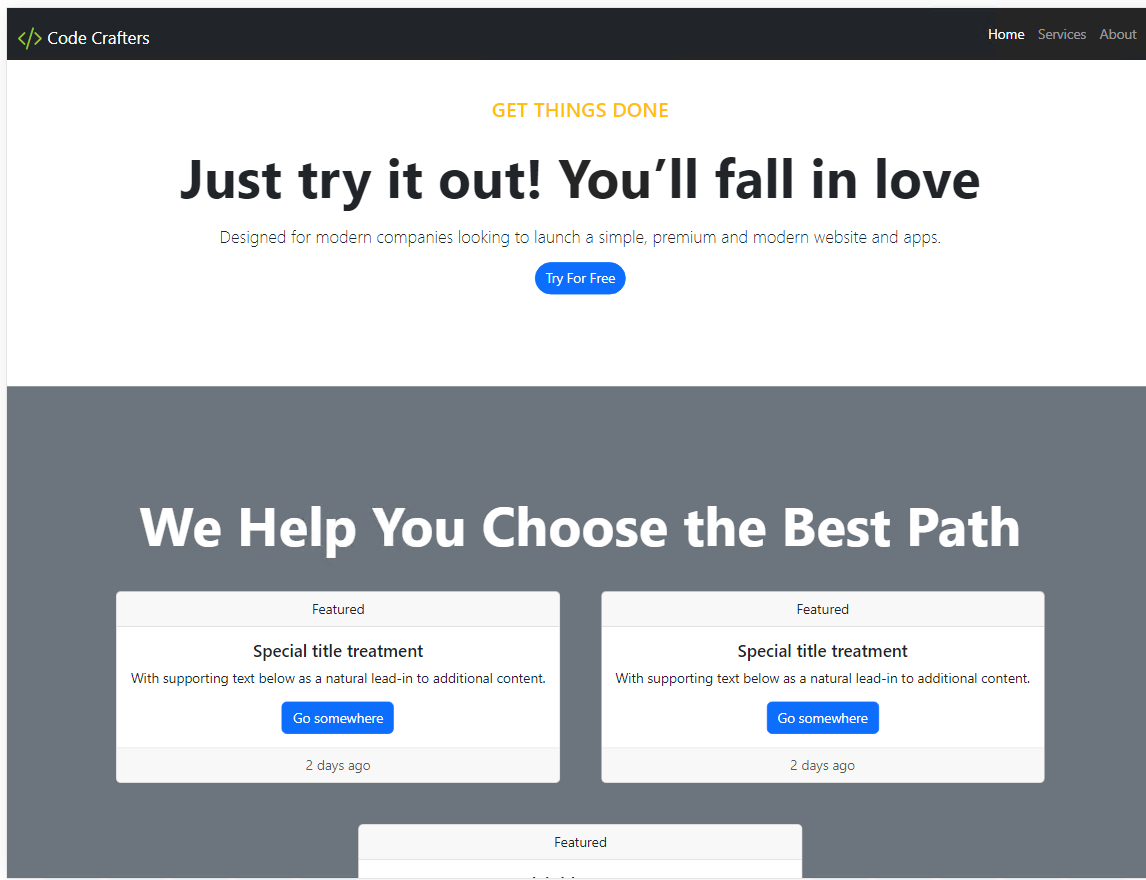 </> Code Crafters
Home Services About
GET THINGS DONE
Just try it out! You’ll fall in love
Designed for modern companies looking to launch a simple, premium and modern website and apps.
Try For Free
We Help You Choose the Best Path
Featured
Special title treatment
With supporting text below as a natural lead-in to additional content.
Go somewhere
2 days ago
Featured
Special title treatment
With supporting text below as a natural lead-in to additional content.
Go somewhere
2 days ago
Featured